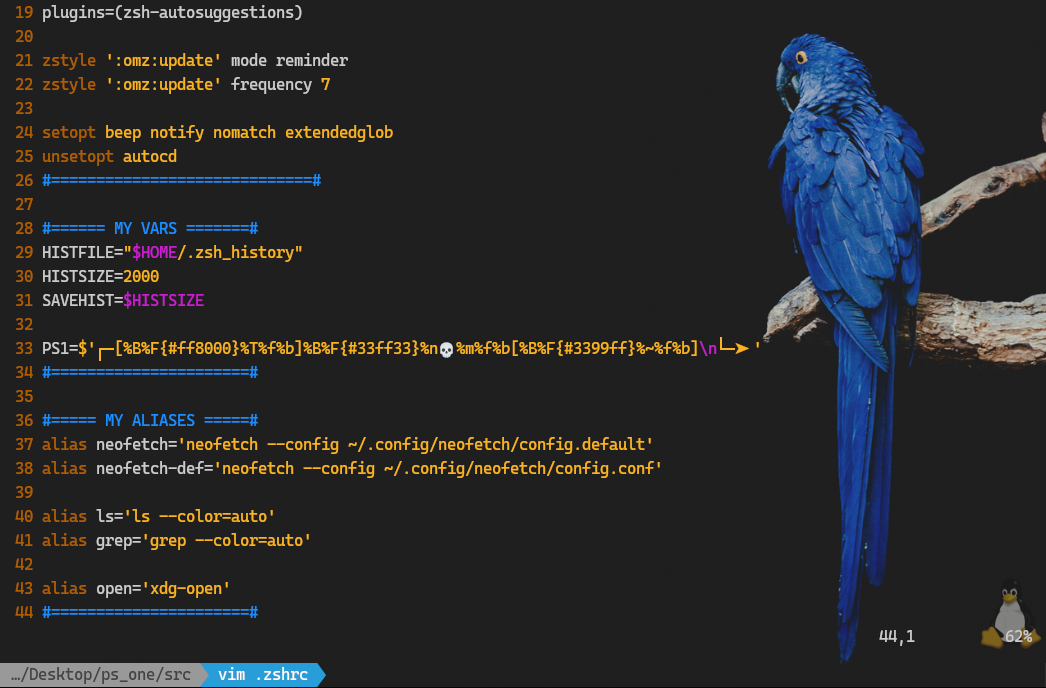 19 plugins=(zsh-autosuggestions)
20
21 zstyle ':omz:update' mode reminder
22 zstyle ':omz:update' frequency 7
23
24 setopt beep notify nomatch extendedglob
25 unsetopt autocd
26 #=============================#
27
28 #====== MY VARS =======#
29 HISTFILE="$HOME/.zsh_history"
30 HISTSIZE=2000
31 SAVEHIST=$HISTSIZE
32
33 PS1=$'┌─[%B%F{#ff8000}%T%f%b]%B%F{#33ff33}%n💀%m%f%b[%B%F{#3399ff}%~%f%b]\n└─➤ '
34 #======================#
35
36 #===== MY ALIASES =====#
37 alias neofetch='neofetch --config ~/.config/neofetch/config.default'
38 alias neofetch-def='neofetch --config ~/.config/neofetch/config.conf'
39
40 alias ls='ls --color=auto'
41 alias grep='grep --color=auto'
42
43 alias open='xdg-open'
44 #======================#
44,1 62%
…/Desktop/ps_one/src vim .zshrc